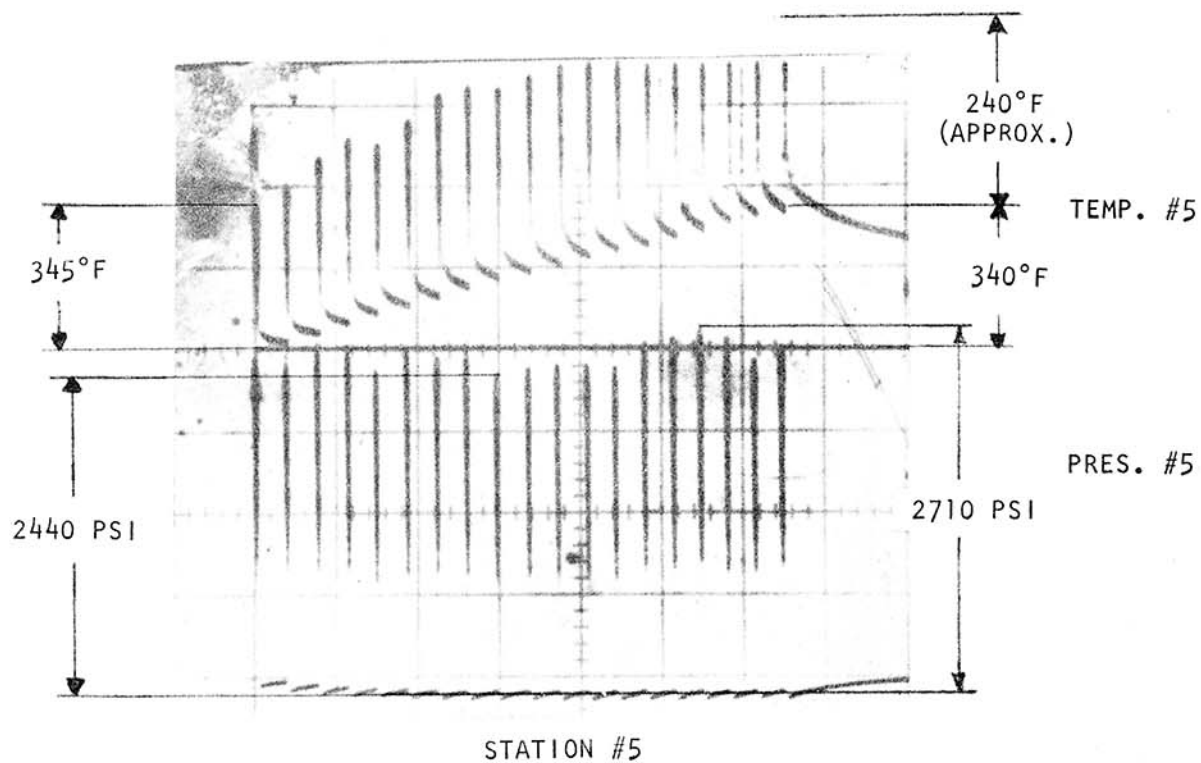 240°F
(APPROX.)
TEMP. #5
345°F
340°F
PRES. #5
2440 PSI
2710 PSI
STATION #5